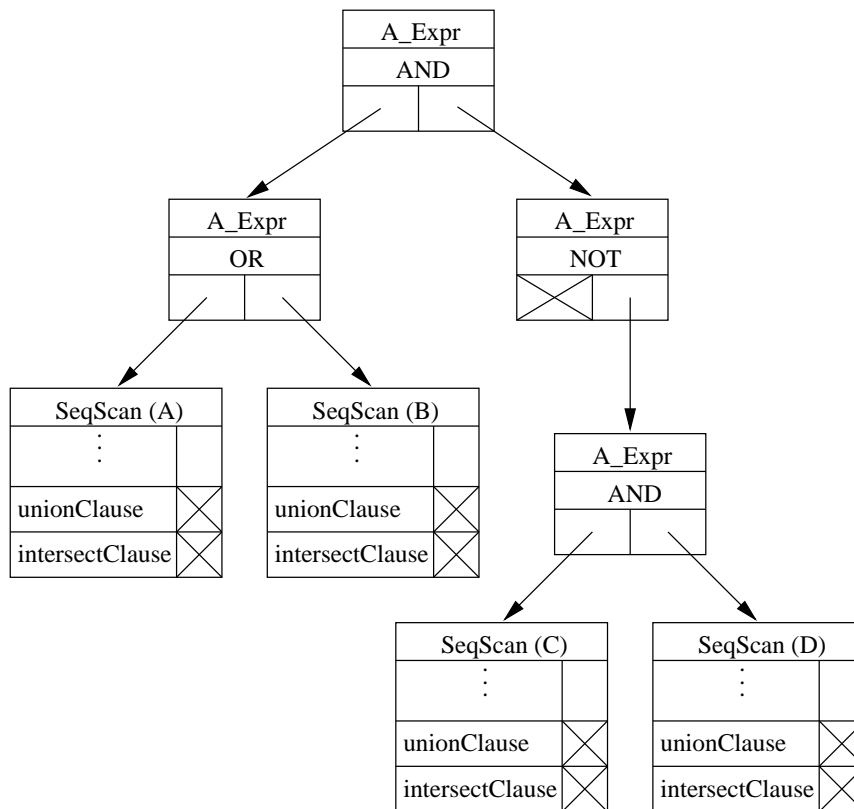 A_Expr
AND
A_Expr
OR
A_Expr
NOT
SeqScan (A)
unionClause
intersectClause
SeqScan (B)
unionClause
intersectClause
A_Expr
AND
SeqScan (C)
unionClause
intersectClause
SeqScan (D)
unionClause
intersectClause